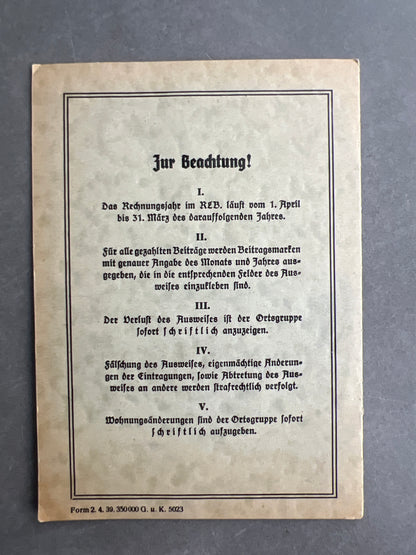 Zur Beachtung!
I.
Das Rechnungsjahr im RLB. läuft vom 1. April
bis 31. März des darauffolgenden Jahres.
II.
Für alle gezahlten Beiträge werden Beitragsmarken
mit genauer Angabe des Monats und Jahres aus-
gegeben, die in die entsprechenden Felder des Aus-
weises einzukleben sind.
III.
Der Verlust des Ausweises ist der Ortsgruppe
sofort schriftlich anzuzeigen.
IV.
Fälschung des Ausweises, eigenmächtige Änderun-
gen der Eintragungen, sowie Abtretung des Aus-
weises an andere werden strafrechtlich verfolgt.
V.
Wohnungsänderungen sind der Ortsgruppe sofort
schriftlich aufzugeben.
Form 2. 4. 39. 350000 G. u. K. 5023